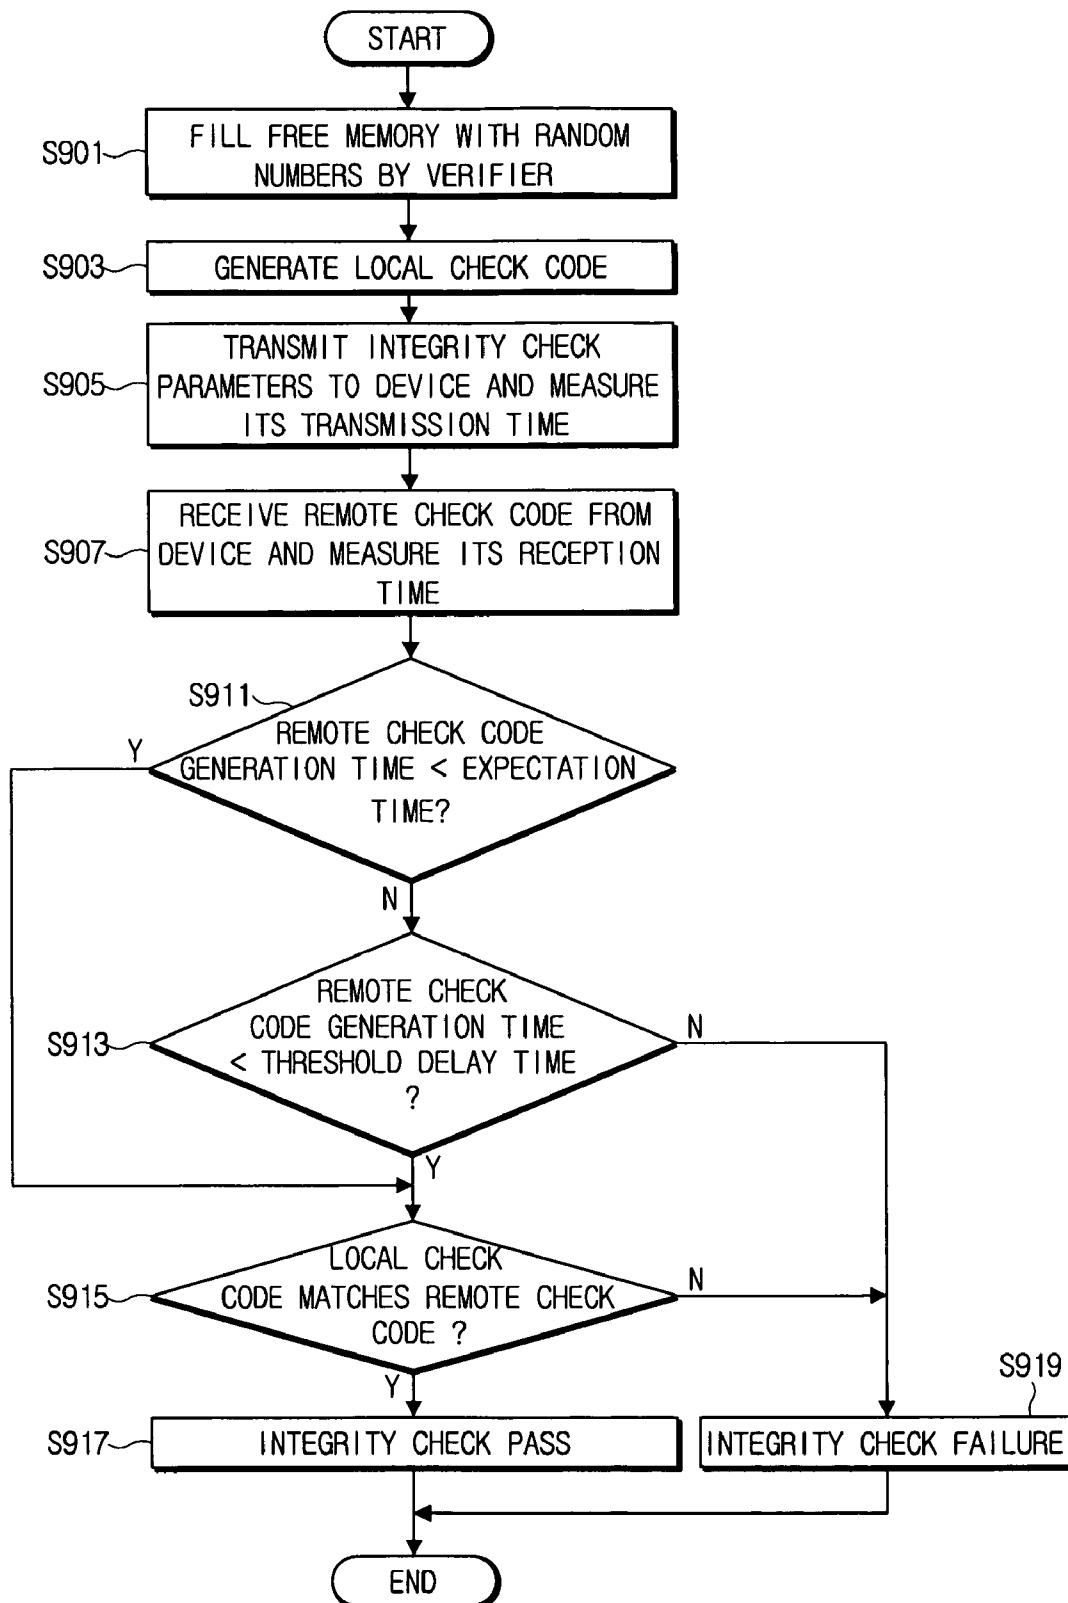 START
S901
FILL FREE MEMORY WITH RANDOM
NUMBERS BY VERIFIER
S903
GENERATE LOCAL CHECK CODE
S905
TRANSMIT INTEGRITY CHECK
PARAMETERS TO DEVICE AND MEASURE
ITS TRANSMISSION TIME
S907
RECEIVE REMOTE CHECK CODE FROM
DEVICE AND MEASURE ITS RECEPTION
TIME
S911
REMOTE CHECK CODE
GENERATION TIME < EXPECTATION
TIME?
Y
N
S913
REMOTE CHECK
CODE GENERATION TIME
< THRESHOLD DELAY TIME
?
N
Y
S915
LOCAL CHECK
CODE MATCHES REMOTE CHECK
CODE ?
N
Y
S917
INTEGRITY CHECK PASS
S919
INTEGRITY CHECK FAILURE
END